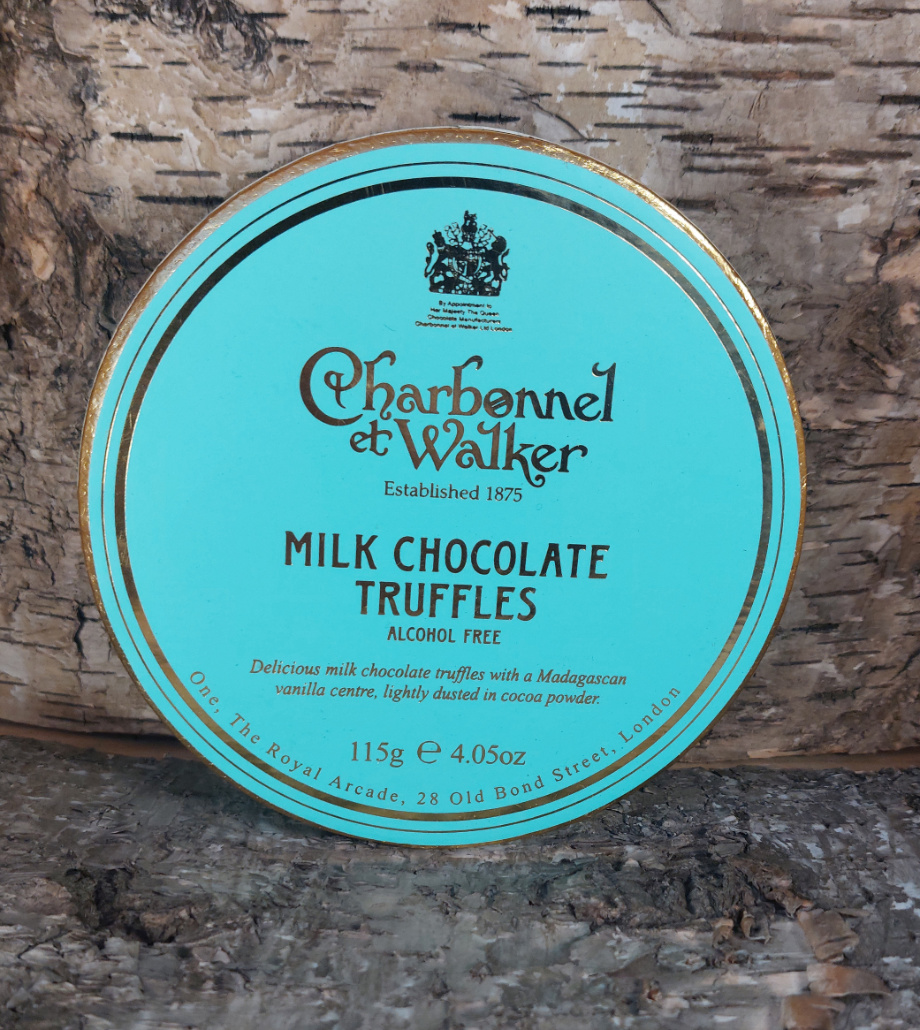 By Appointment to
Her Majesty The Queen
Chocolate Manufacturers
Charbonnel et Walker Ltd London
Charbonnel
et Walker
Established 1875
MILK CHOCOLATE
TRUFFLES
ALCOHOL FREE
Delicious milk chocolate truffles with a Madagascan
vanilla centre, lightly dusted in cocoa powder.
115g ℮ 4.05oz
One, The Royal Arcade, 28 Old Bond Street, London